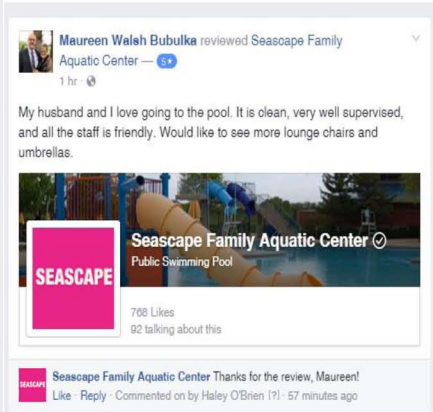 Maureen Walsh Bubulka reviewed Seascape Family
Aquatic Center — 5★
1 hr ·
My husband and I love going to the pool. It is clean, very well supervised,
and all the staff is friendly. Would like to see more lounge chairs and
umbrellas.
SEASCAPE
Seascape Family Aquatic Center
Public Swimming Pool
768 Likes
92 talking about this
SEASCAPE
Seascape Family Aquatic Center Thanks for the review, Maureen!
Like · Reply · Commented on by Haley O'Brien [?] · 57 minutes ago